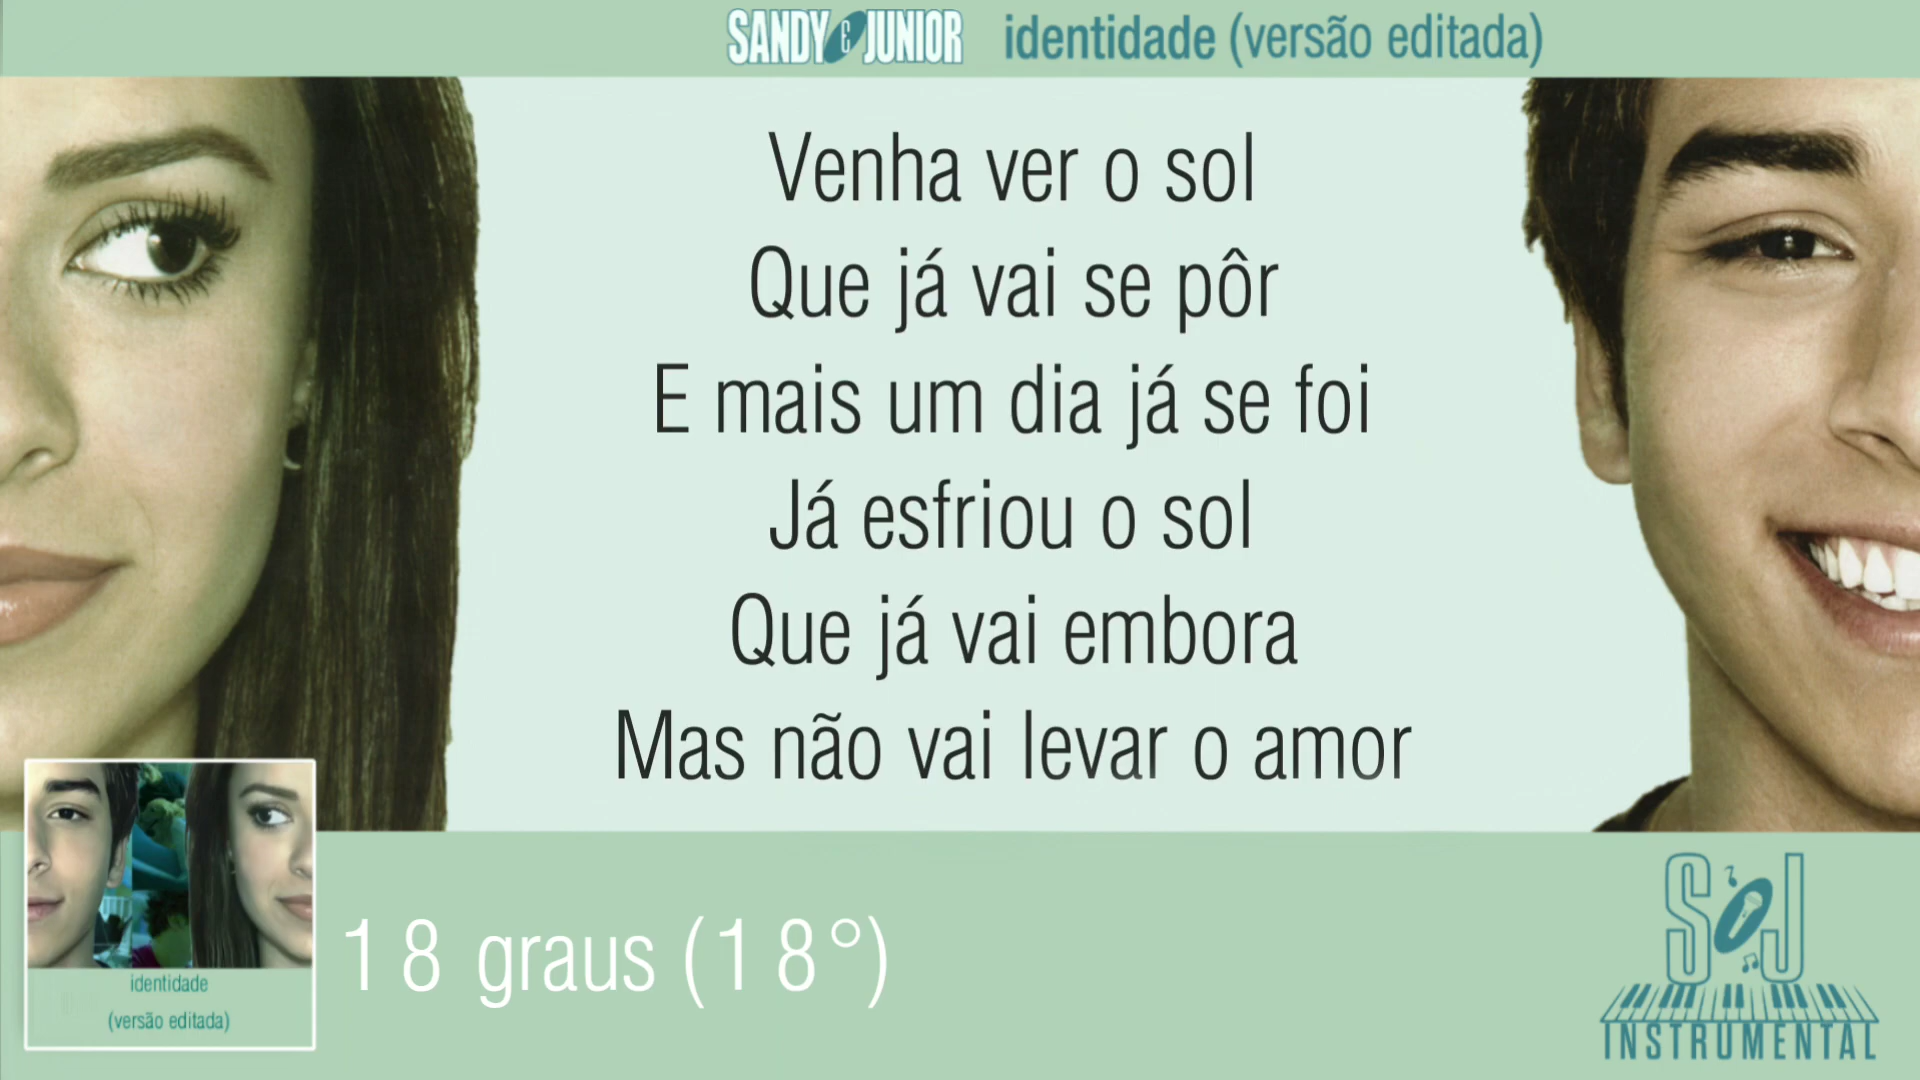 SANDY E JUNIOR identidade (versão editada)
Venha ver o sol
Que já vai se pôr
E mais um dia já se foi
Já esfriou o sol
Que já vai embora
Mas não vai levar o amor
identidade
(versão editada)
18 graus (18°)
SOJ
INSTRUMENTAL